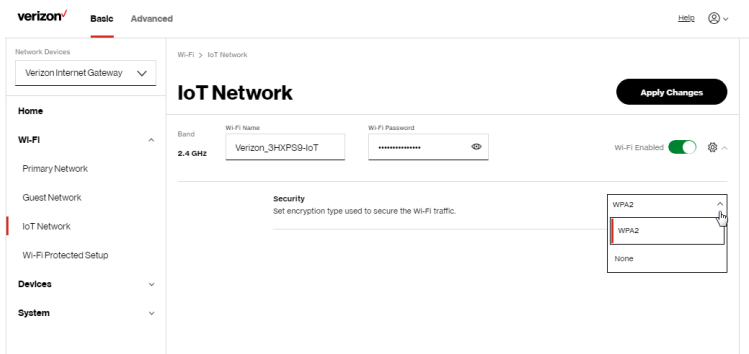 verizon
Basic
Advanced
Help
Network Devices
Verizon Internet Gateway
Home
Wi-Fi
Primary Network
Guest Network
IoT Network
Wi-Fi Protected Setup
Devices
System
Wi-Fi > IoT Network
IoT Network
Apply Changes
Band
2.4 GHz
Wi-Fi Name
Verizon_3HXPS9-IoT
Wi-Fi Password
•••••••••••••••
Wi-Fi Enabled
Security
Set encryption type used to secure the Wi-Fi traffic.
WPA2
WPA2
None